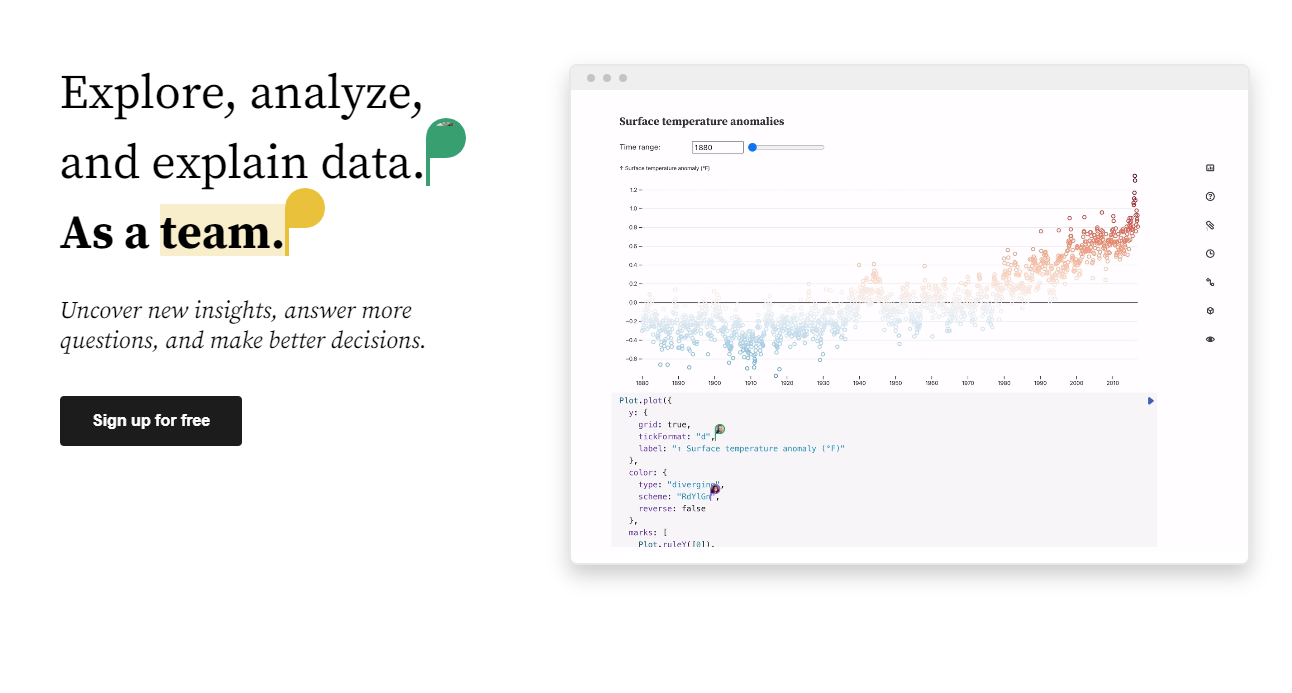 Explore, analyze,
and explain data.
As a team.
Uncover new insights, answer more
questions, and make better decisions.
Sign up for free
Surface temperature anomalies
Time range: 1880
↑ Surface temperature anomaly (°F)
1.2
1.0
0.8
0.6
0.4
0.2
0.0
−0.2
−0.4
−0.6
1880 1890 1900 1910 1920 1930 1940 1950 1960 1970 1980 1990 2000 2010
Plot.plot({
y: {
grid: true,
tickFormat: "d",
label: "↑ Surface temperature anomaly (°F)"
},
color: {
type: "diverging",
scheme: "RdYlGn",
reverse: false
},
marks: [
Plot.ruleY([0]),